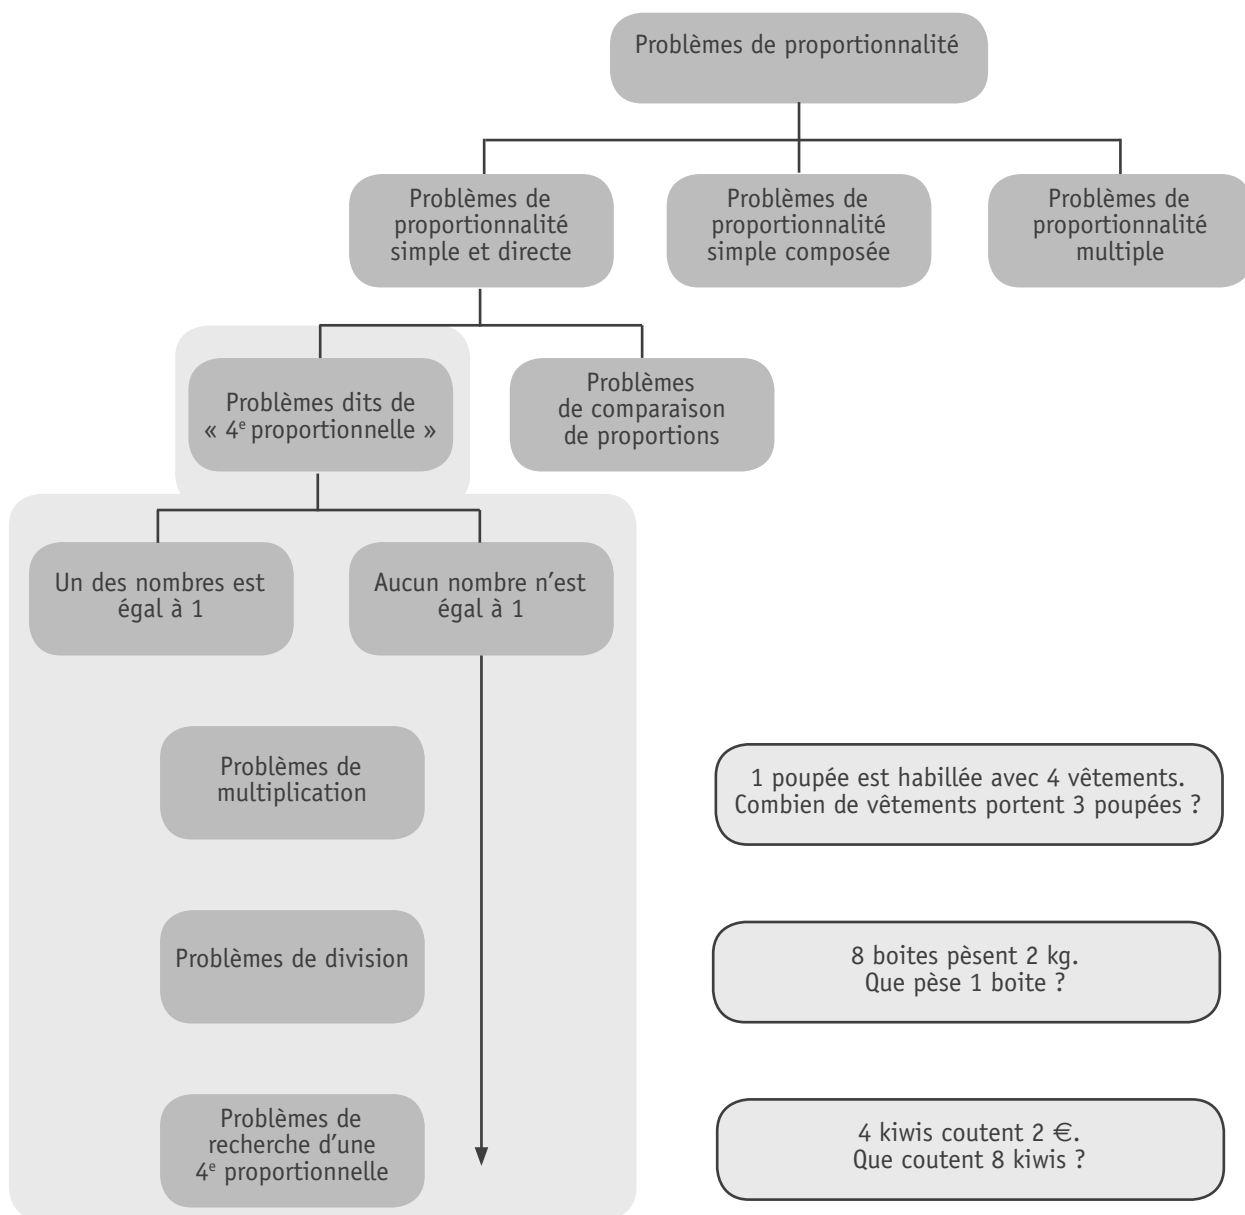 Problèmes de proportionnalité
Problèmes de
proportionnalité
simple et directe
Problèmes de
proportionnalité
simple composée
Problèmes de
proportionnalité
multiple
Problèmes dits de
« 4e proportionnelle »
Problèmes
de comparaison
de proportions
Un des nombres est
égal à 1
Aucun nombre n’est
égal à 1
Problèmes de
multiplication
1 poupée est habillée avec 4 vêtements.
Combien de vêtements portent 3 poupées ?
Problèmes de division
8 boites pèsent 2 kg.
Que pèse 1 boite ?
Problèmes de
recherche d’une
4e proportionnelle
4 kiwis coutent 2 €.
Que coutent 8 kiwis ?